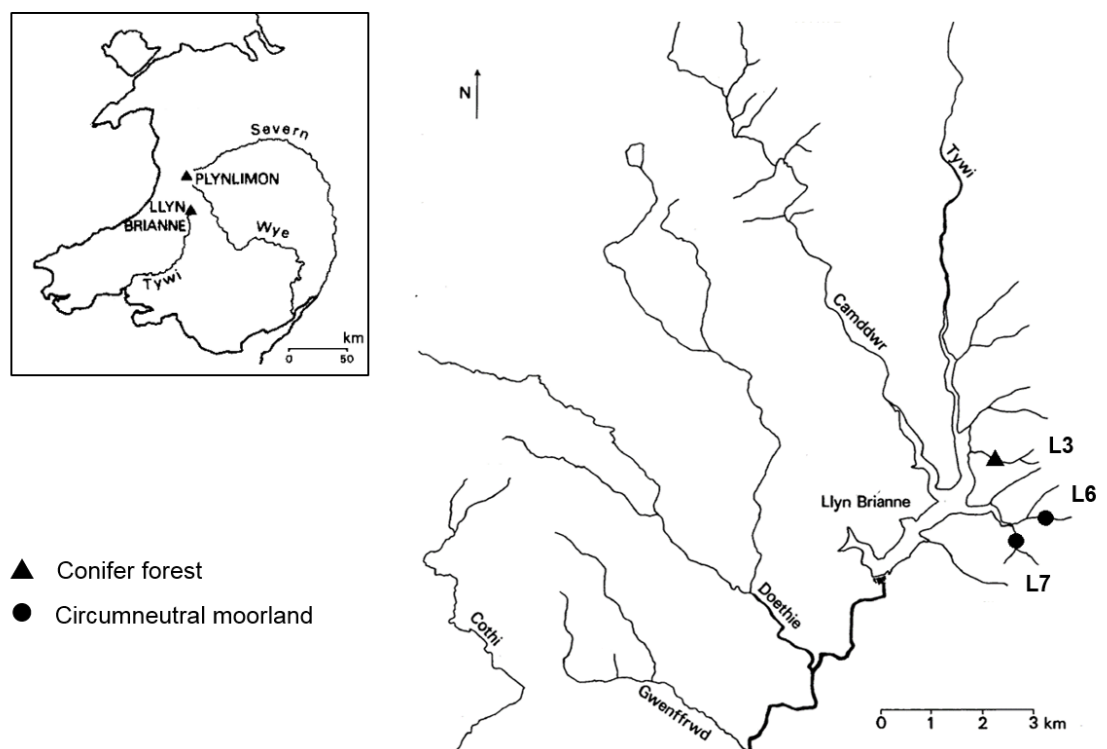 Severn
PLYNLIMON
LLYN
BRIANNE
Wye
Tywi
km
0 50
N
Tywi
Camddwr
L3
L6
Llyn Brianne
L7
Conifer forest
Circumneutral moorland
Doethie
Cothi
Gwenffrwd
0 1 2 3 km